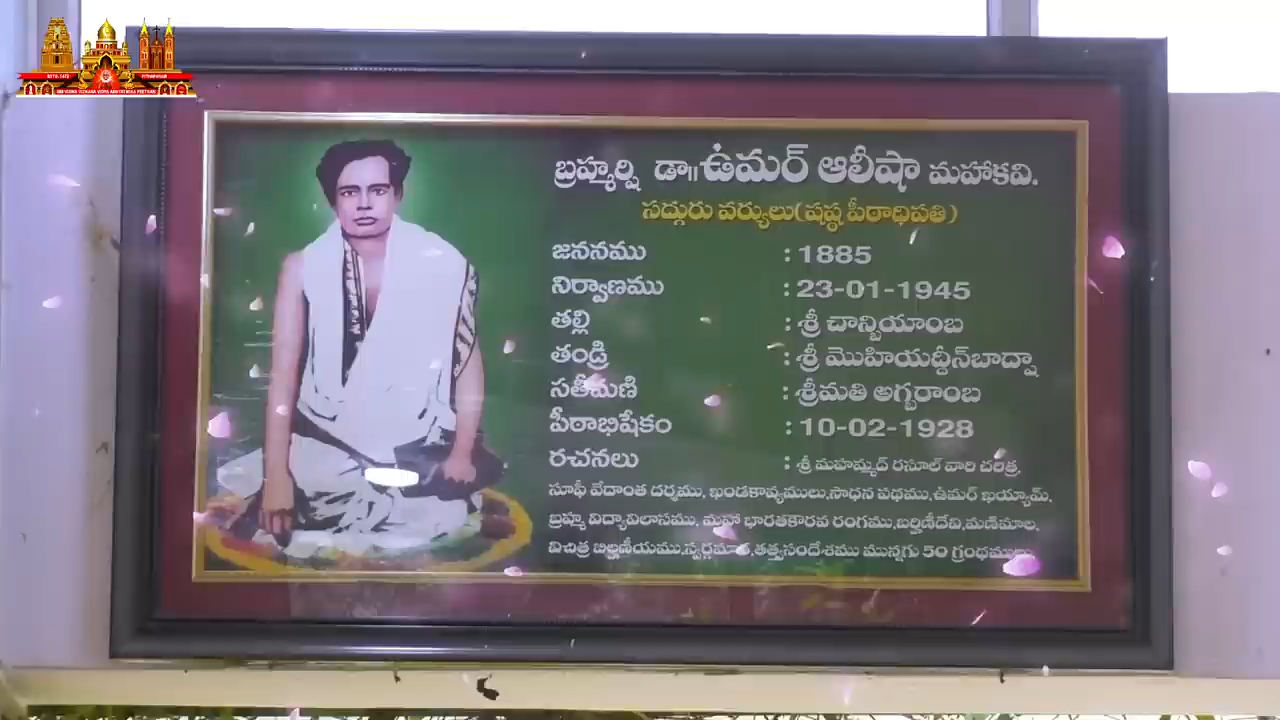 బ్రహ్మర్షి డా|| ఉమర్ ఆలీషా మహాకవి.
సద్గురు వర్యులు(షష్ఠ పీఠాధిపతి)
జననము : 1885
నిర్వాణము : 23-01-1945
తల్లి : శ్రీ చాన్బియాంబ
తండ్రి : శ్రీ మొహియద్దీన్‌బాద్షా
సతీమణి : శ్రీమతి అగ్బరాంబ
పీఠాభిషేకం : 10-02-1928
రచనలు : శ్రీ మహమ్మద్ రసూల్ వారి చరిత్ర,
సూఫీ వేదాంత దర్శము, ఖండకావ్యములు,సాధన పథము,ఉమర్ ఖయ్యామ్,
బ్రహ్మ విద్యావిలాసము, మహా భారతకౌరవ రంగము,బర్హిణీదేవి,మణిమాల,
విచిత్ర బిల్హణీయము,స్వర్గమాత,తత్త్వసందేశము మున్నగు 50 గ్రంథములు.